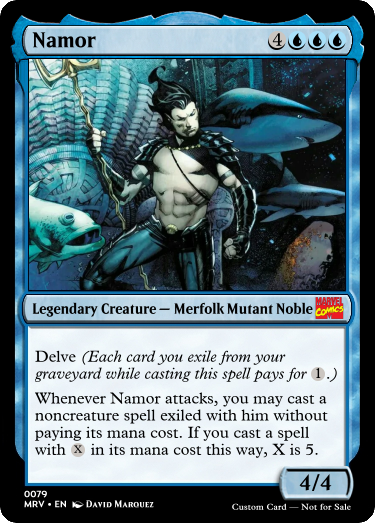 Namor 4
Legendary Creature — Merfolk Mutant Noble MARVEL COMICS
Delve (Each card you exile from your
graveyard while casting this spell pays for 1.)
Whenever Namor attacks, you may cast a
noncreature spell exiled with him without
paying its mana cost. If you cast a spell
with X in its mana cost this way, X is 5.
4/4
0079
MRV • EN David Marquez
Custom Card — Not for Sale